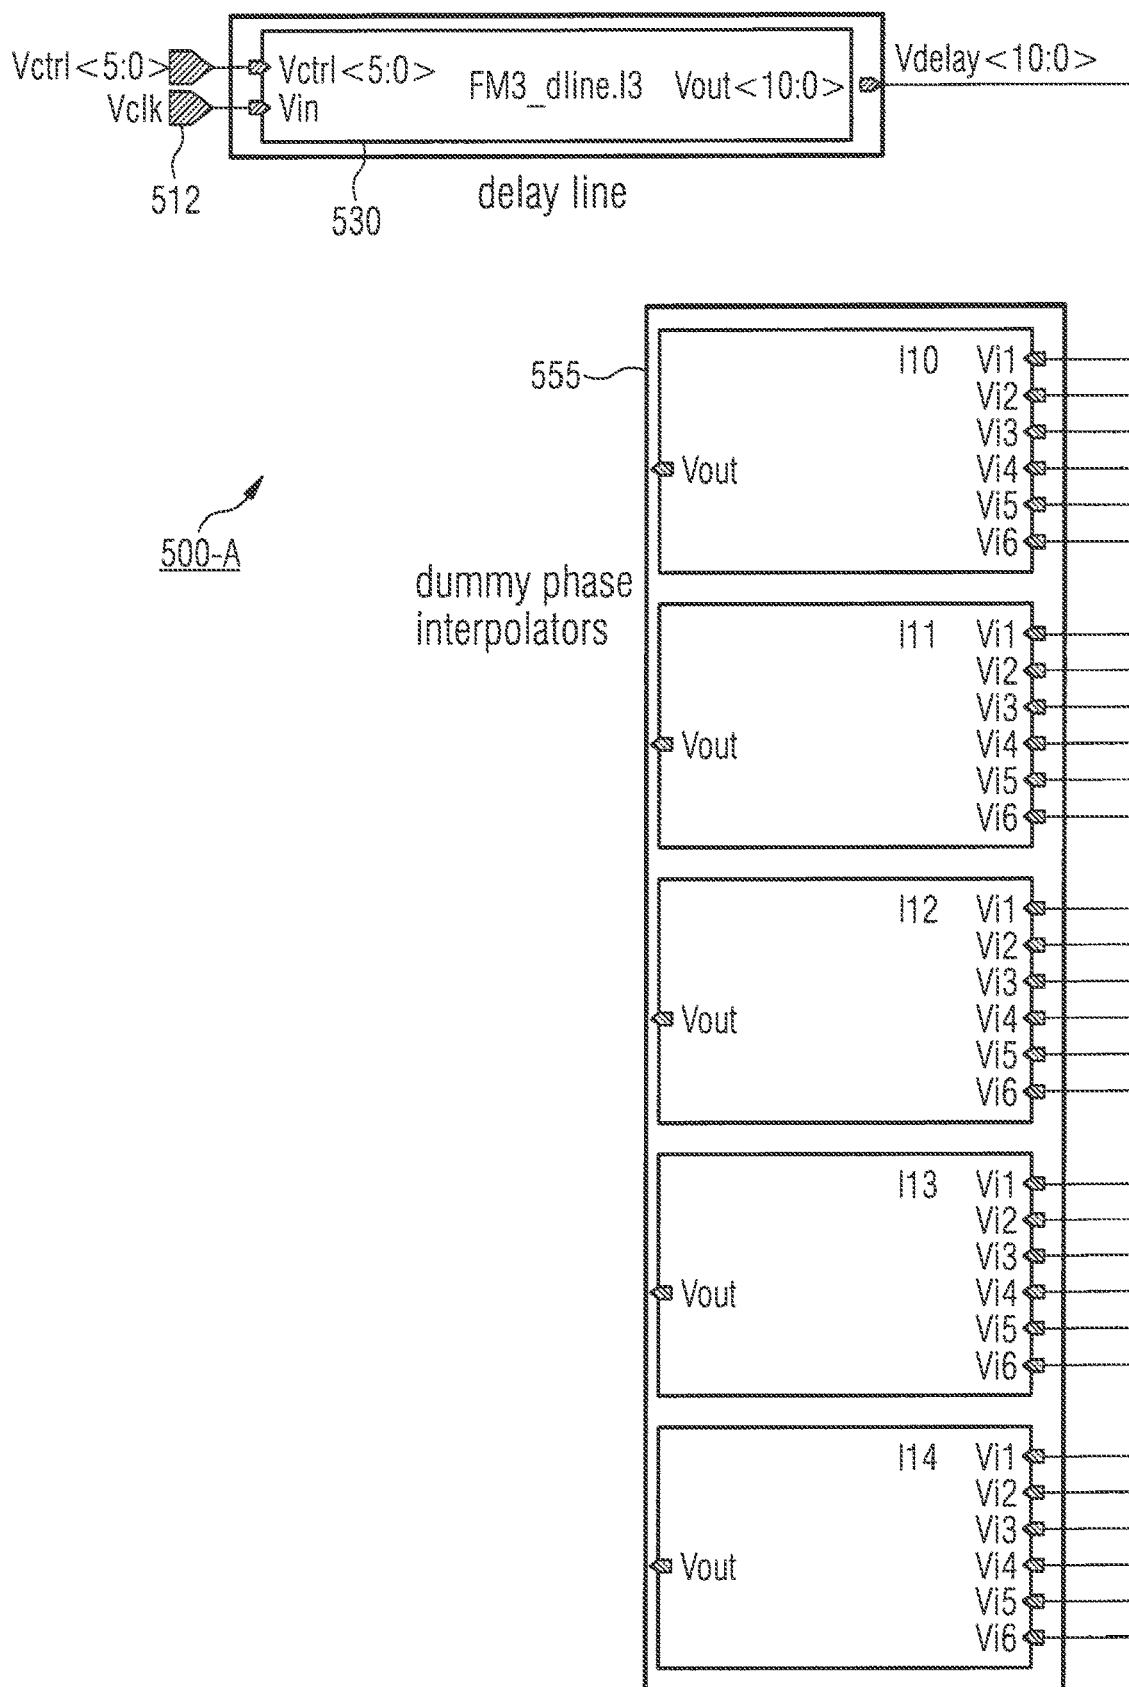 Vctrl<5:0>
Vclk
512
Vctrl<5:0>
Vin
FM3_dline.I3
Vout<10:0>
Vdelay<10:0>
530
delay line
500-A
555
dummy phase
interpolators
I10
Vi1
Vi2
Vi3
Vout
Vi4
Vi5
Vi6
I11
Vi1
Vi2
Vi3
Vout
Vi4
Vi5
Vi6
I12
Vi1
Vi2
Vi3
Vout
Vi4
Vi5
Vi6
I13
Vi1
Vi2
Vi3
Vout
Vi4
Vi5
Vi6
I14
Vi1
Vi2
Vi3
Vout
Vi4
Vi5
Vi6